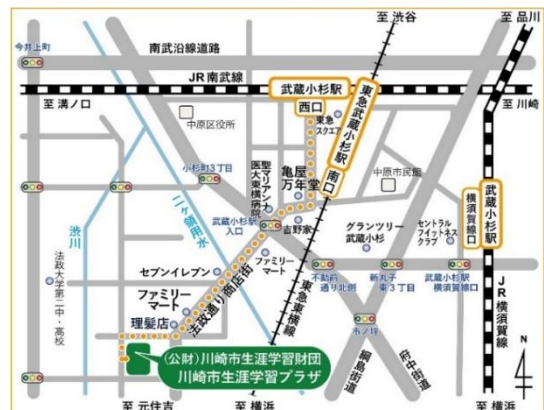 至 渋谷
至 品川
今井上町
南武沿線道路
JR南武線
武蔵小杉駅
西口
東急武蔵小杉駅
南口
至 溝ノ口
至 川崎
東急
スクエア
中原区役所
小杉町3丁目
聖マリアンナ
医大東横病院
亀屋
万年堂
中原市民館
横須賀線口
武蔵小杉駅
渋川
二ヶ領用水
武蔵小杉駅
入口
吉野家
グランツリー
武蔵小杉
セントラル
フィットネス
クラブ
ファミリー
マート
セブンイレブン
不動前
通り北側
新丸子
東3丁目
武蔵小杉駅
横須賀線口
法政大学第二中・高校
ファミリー
マート
法政通り商店街
理髪店
東急東横線
市ノ坪
JR横須賀線
綱島街道
府中街道
(公財)川崎市生涯学習財団
川崎市生涯学習プラザ
N
至 元住吉
至 横浜
至 横浜